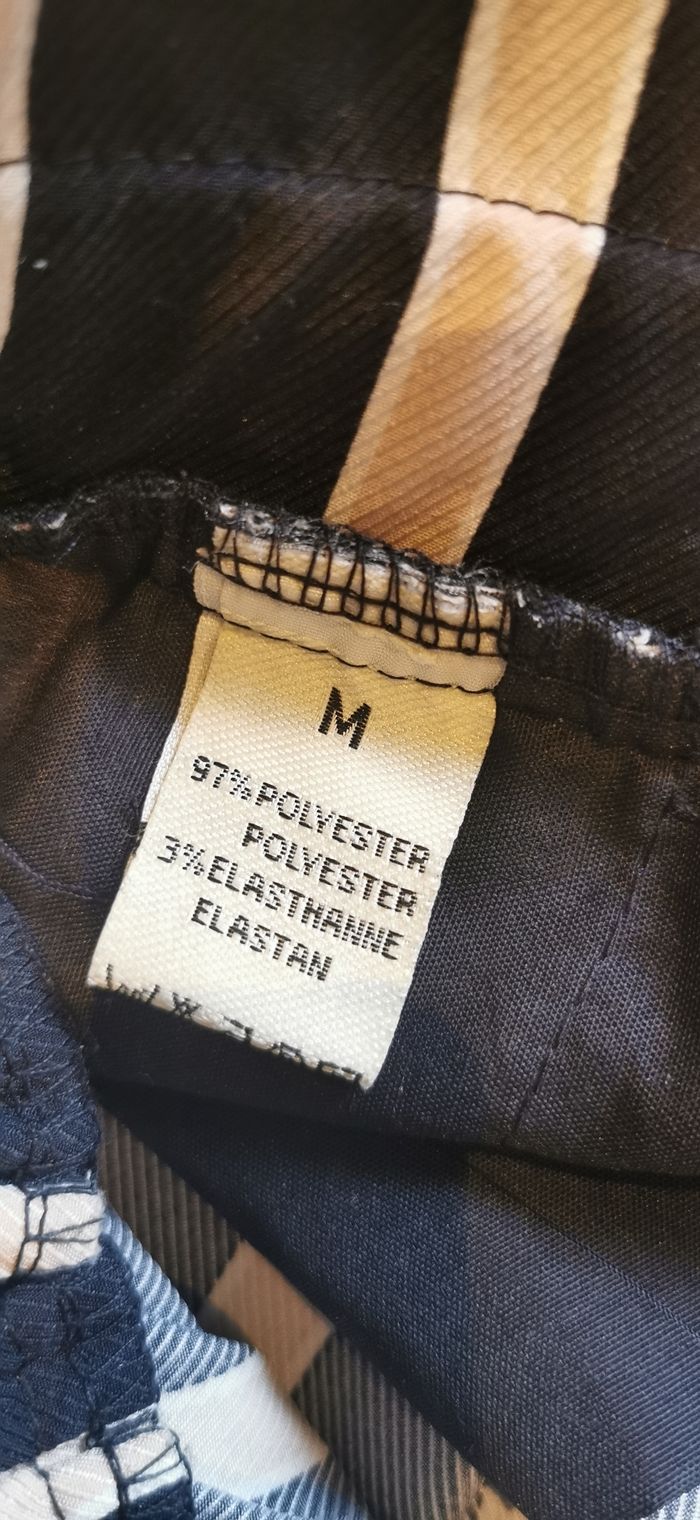 M
97% POLYESTER
POLYESTER
3% ELASTHANNE
ELASTAN